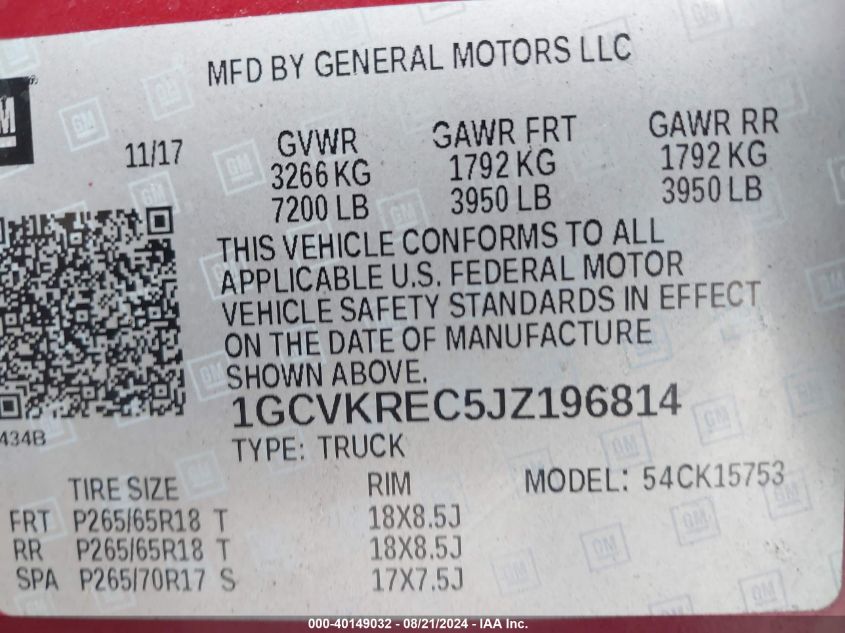 MFD BY GENERAL MOTORS LLC
GM
11/17
GVWR GAWR FRT GAWR RR
3266 KG 1792 KG 1792 KG
7200 LB 3950 LB 3950 LB
THIS VEHICLE CONFORMS TO ALL
APPLICABLE U.S. FEDERAL MOTOR
VEHICLE SAFETY STANDARDS IN EFFECT
ON THE DATE OF MANUFACTURE
SHOWN ABOVE.
434B
1GCVKREC5JZ196814
TYPE: TRUCK
TIRE SIZE RIM MODEL: 54CK15753
FRT P265/65R18 T 18X8.5J
RR P265/65R18 T 18X8.5J
SPA P265/70R17 S 17X7.5J
000-40149032 - 08/21/2024 - IAA Inc.